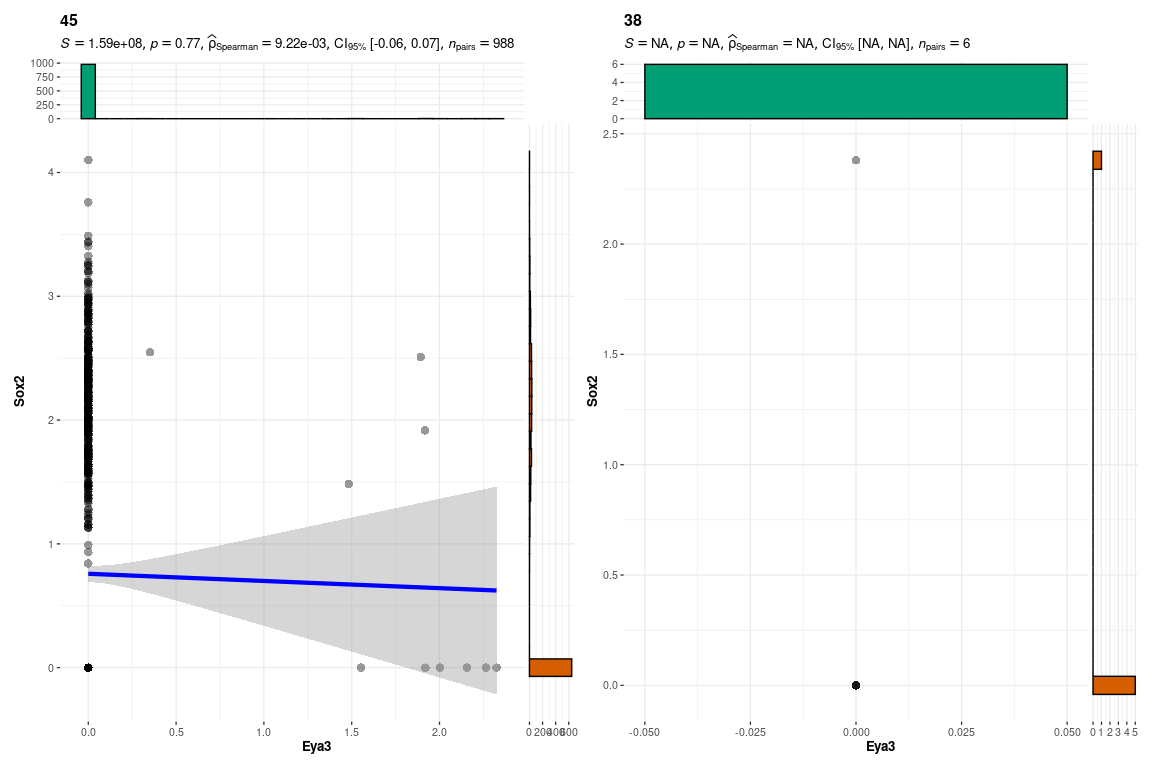 45
S = 1.59e+08, p = 0.77, ρ̂Spearman = 9.22e-03, CI95% [-0.06, 0.07], npairs = 988
1000
750
500
250
0
4
3
2
1
0
Sox2
0.0 0.5 1.0 1.5 2.0
0 200 400 600
Eya3
38
S = NA, p = NA, ρ̂Spearman = NA, CI95% [NA, NA], npairs = 6
6
4
2
0
2.5
2.0
1.5
1.0
0.5
0.0
Sox2
-0.050 -0.025 0.000 0.025 0.050
0 1 2 3 4 5
Eya3